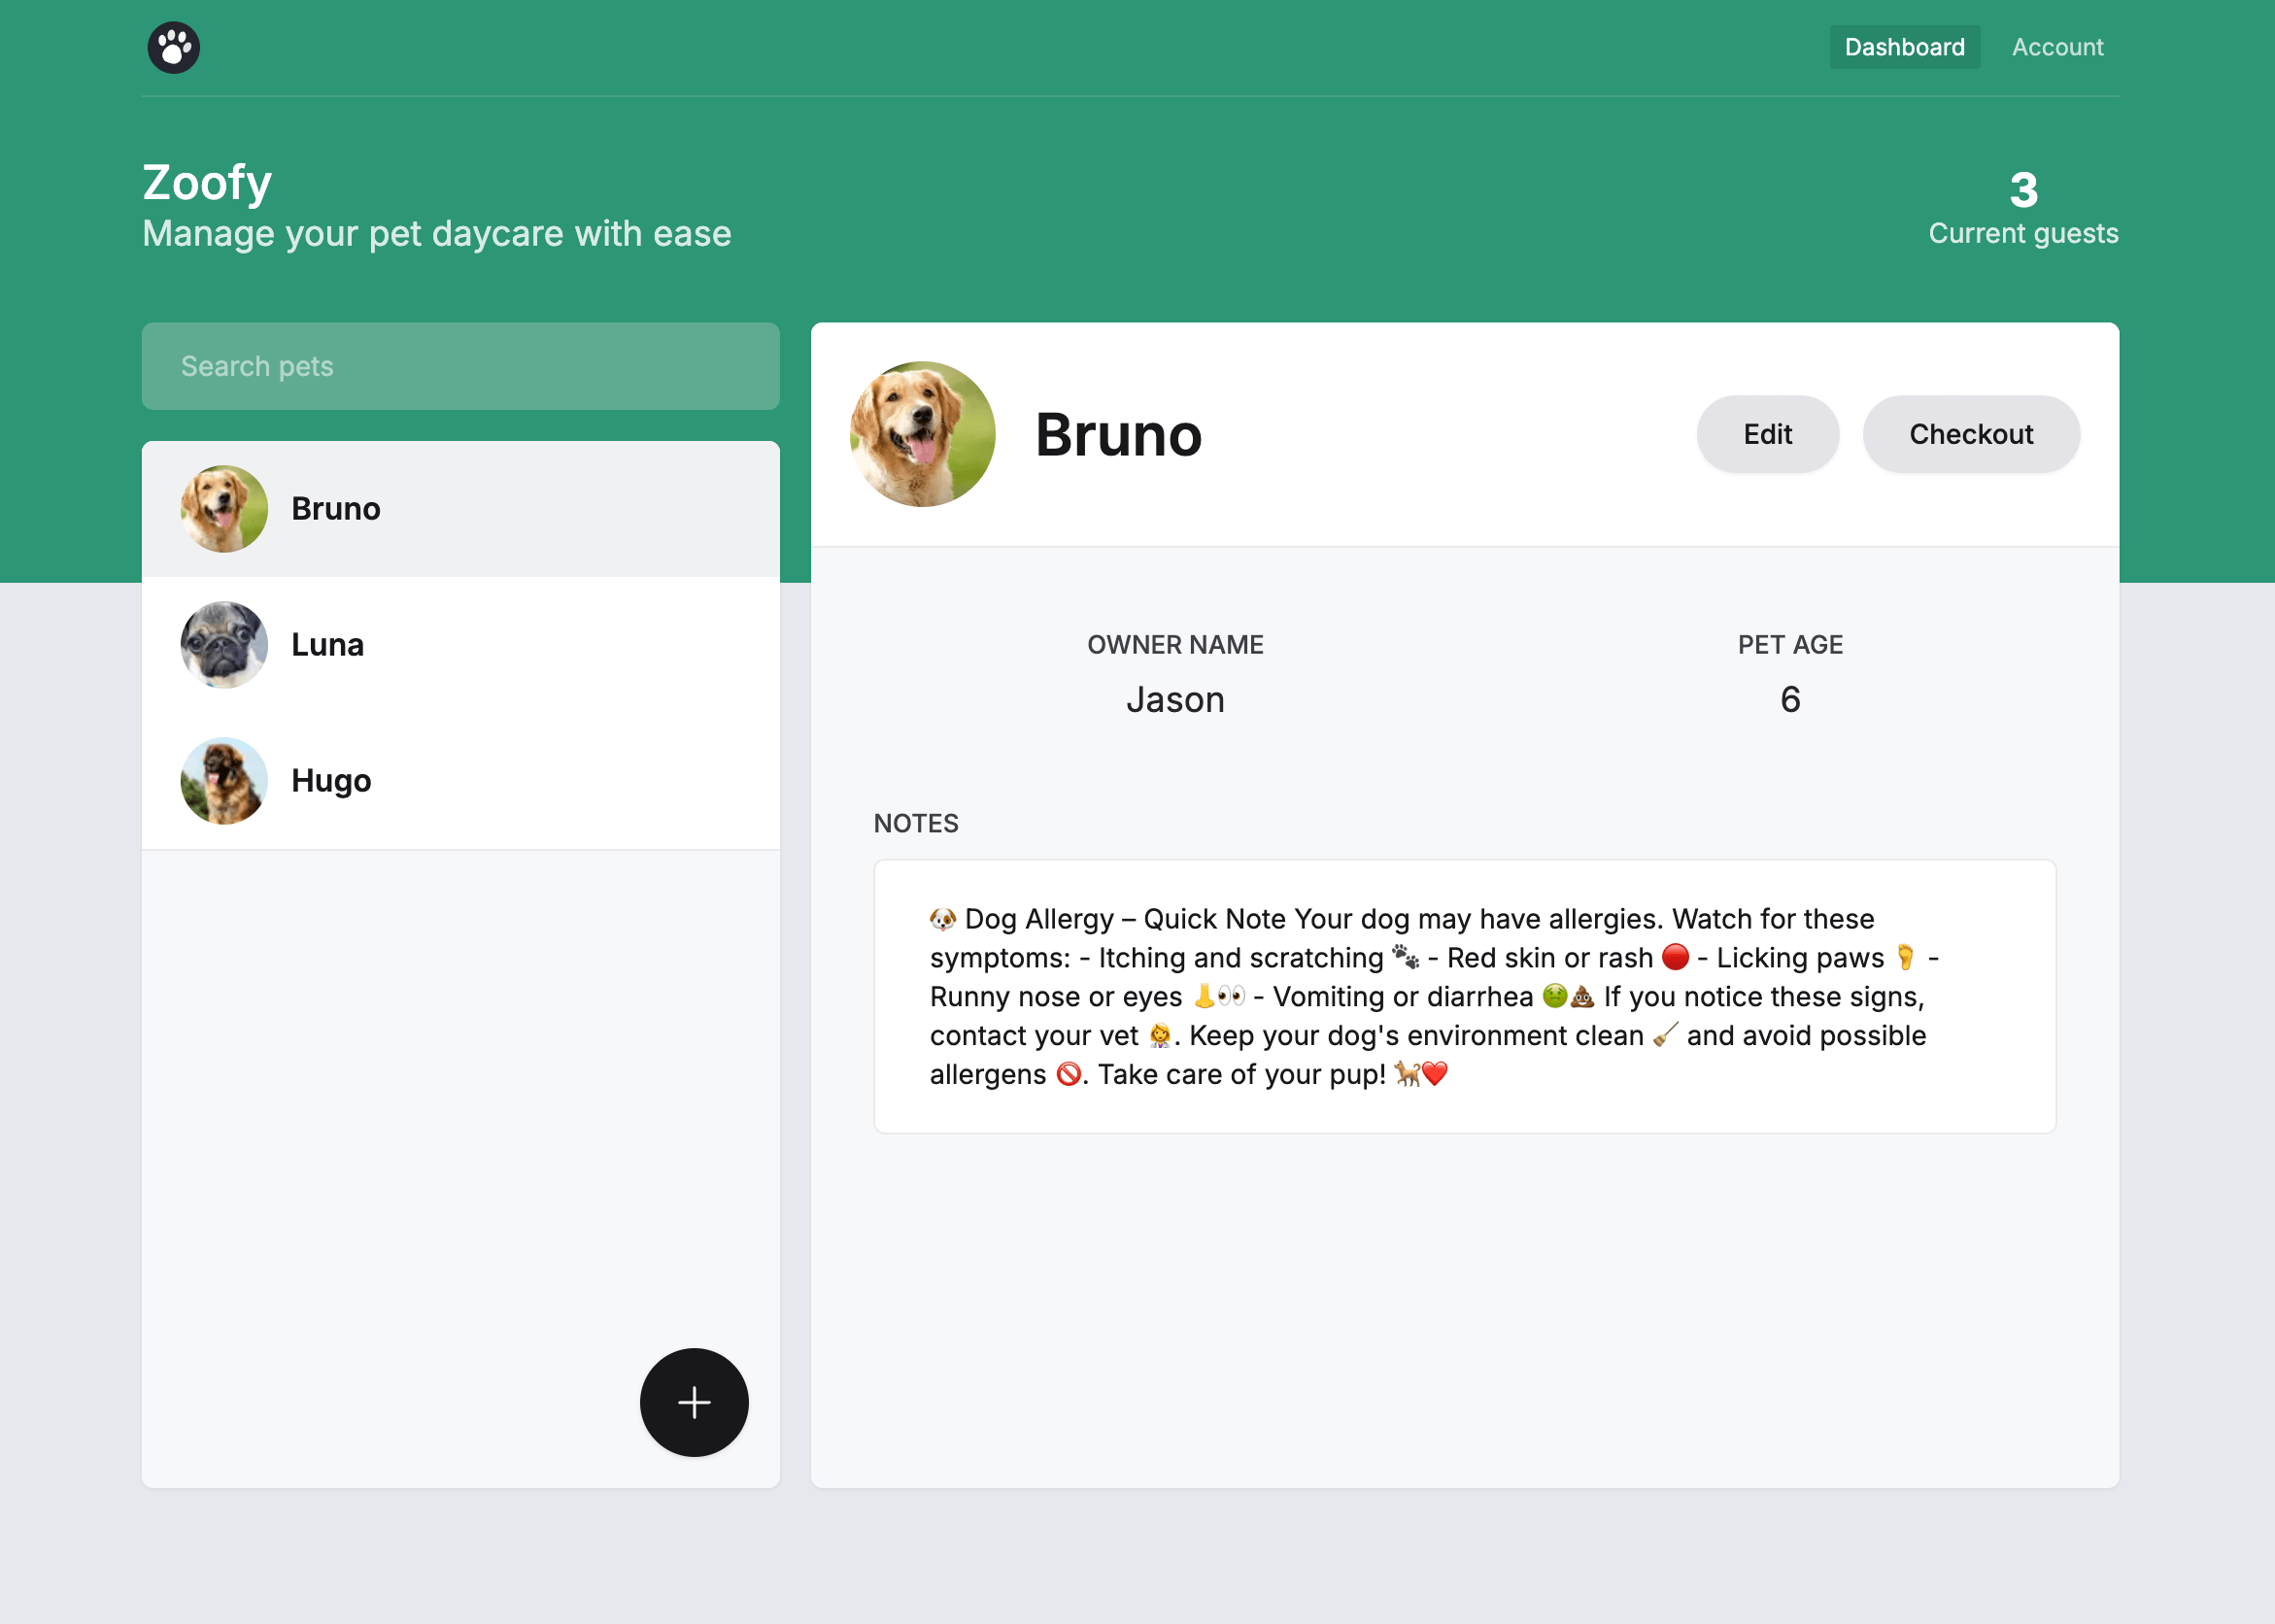 Dashboard Account
Zoofy
Manage your pet daycare with ease
3
Current guests
Search pets
Bruno
Luna
Hugo
Bruno
Edit Checkout
OWNER NAME
Jason
PET AGE
6
NOTES
🐶 Dog Allergy – Quick Note Your dog may have allergies. Watch for these
symptoms: - Itching and scratching 🐾 - Red skin or rash 🔴 - Licking paws 🦶 -
Runny nose or eyes 👃👀 - Vomiting or diarrhea 🤢💩 If you notice these signs,
contact your vet 👩‍⚕️. Keep your dog's environment clean 🧹 and avoid possible
allergens 🚫. Take care of your pup! 🐕❤️